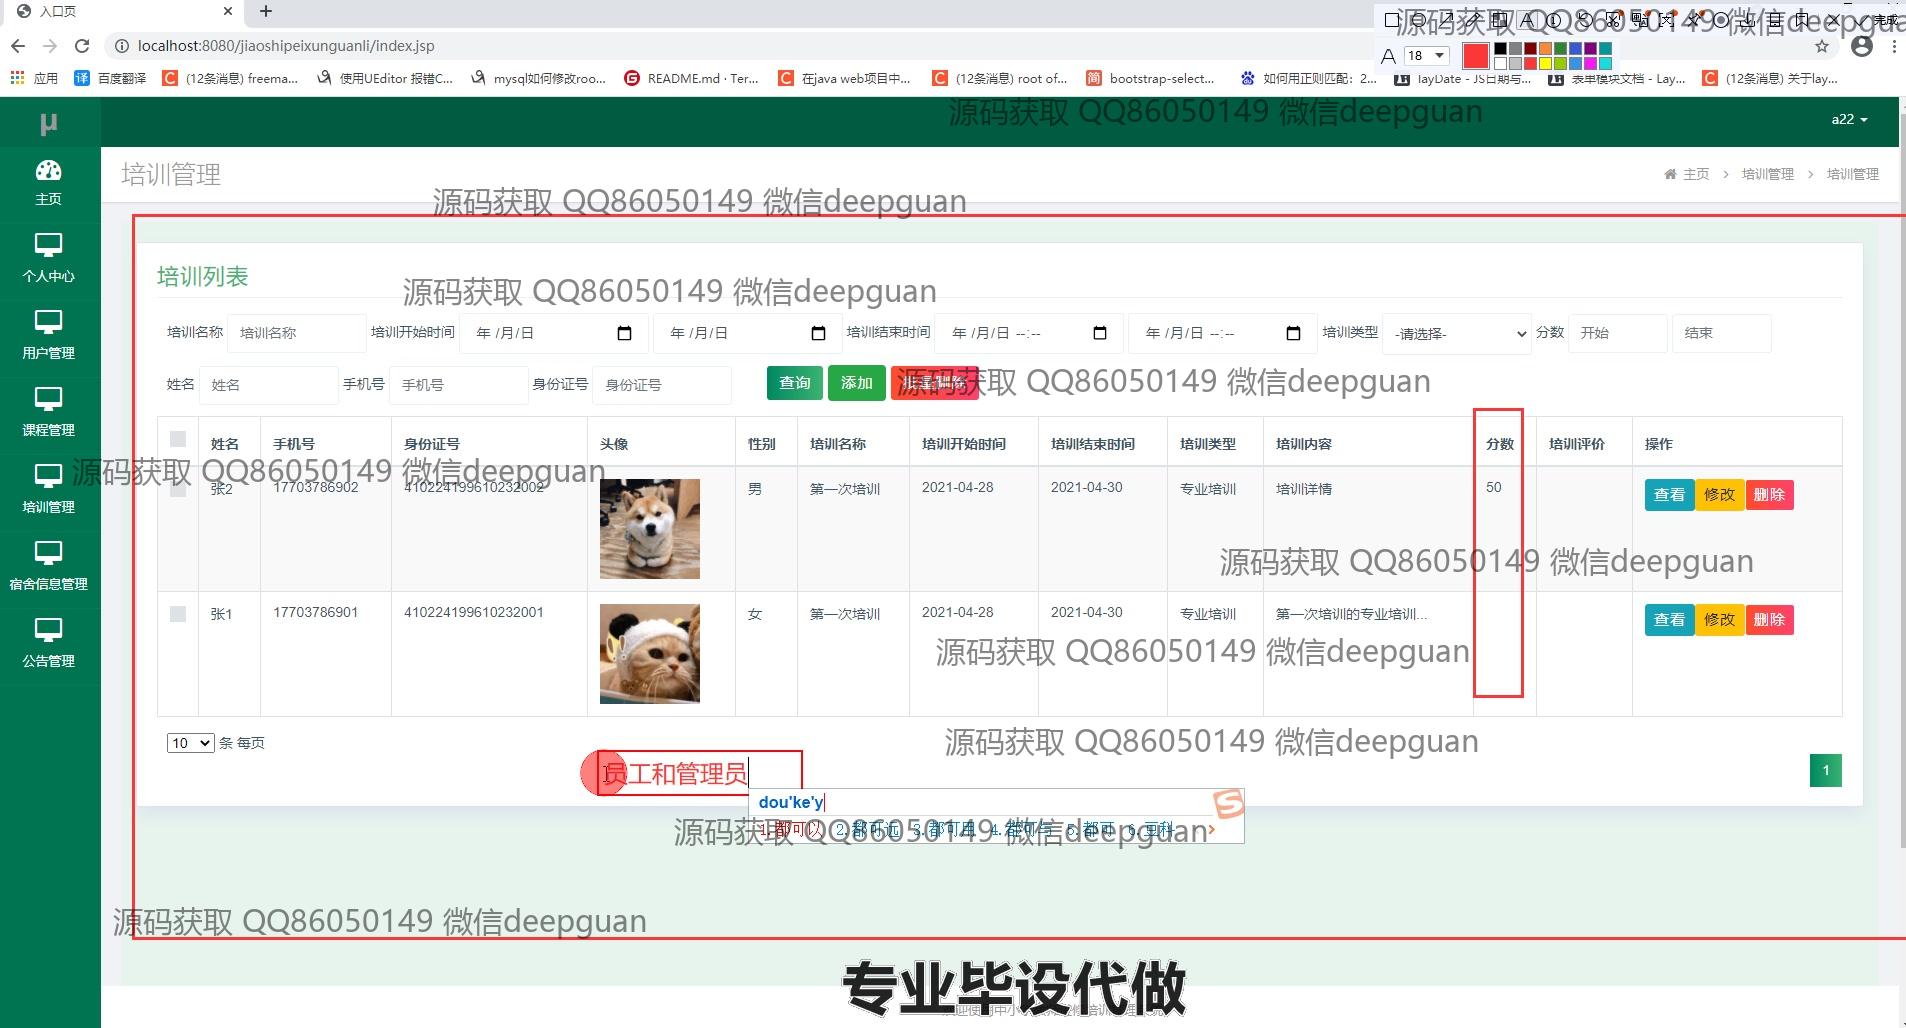 入口页
localhost:8080/jiaoshipeixunguanli/index.jsp
完成
A 18
应用 百度翻译 (12条消息) freema... 使用UEditor 报错C... mysql如何修改roo... README.md · Ter... 在java web项目中... (12条消息) root of... bootstrap-select... 如何用正则匹配：2... layDate - JS日期与... 表单模块文档 - Lay... (12条消息) 关于lay...
源码获取 QQ86050149 微信deepguan
源码获取 QQ86050149 微信deepguan
μ
a22
主页
个人中心
用户管理
课程管理
培训管理
宿舍信息管理
公告管理
培训管理
主页 > 培训管理 > 培训管理
源码获取 QQ86050149 微信deepguan
培训列表
源码获取 QQ86050149 微信deepguan
培训名称 培训名称 培训开始时间 年 /月/日 年 /月/日 培训结束时间 年 /月/日 --:-- 年 /月/日 --:-- 培训类型 -请选择- 分数 开始 结束
姓名 姓名 手机号 手机号 身份证号 身份证号 查询 添加 批量删除
源码获取 QQ86050149 微信deepguan
姓名 手机号 身份证号 头像 性别 培训名称 培训开始时间 培训结束时间 培训类型 培训内容 分数 培训评价 操作
源码获取 QQ86050149 微信deepguan
张2 17703786902 410224199610232002 男 第一次培训 2021-04-28 2021-04-30 专业培训 培训详情 50 查看 修改 删除
源码获取 QQ86050149 微信deepguan
张1 17703786901 410224199610232001 女 第一次培训 2021-04-28 2021-04-30 专业培训 第一次培训的专业培训... 查看 修改 删除
源码获取 QQ86050149 微信deepguan
10 条 每页
源码获取 QQ86050149 微信deepguan
1
员工和管理员
dou'ke'y
1.都可以 2.都可远 3.都可用 4.都可与 5.都可 6.豆科
源码获取 QQ86050149 微信deepguan
源码获取 QQ86050149 微信deepguan
专业毕设代做